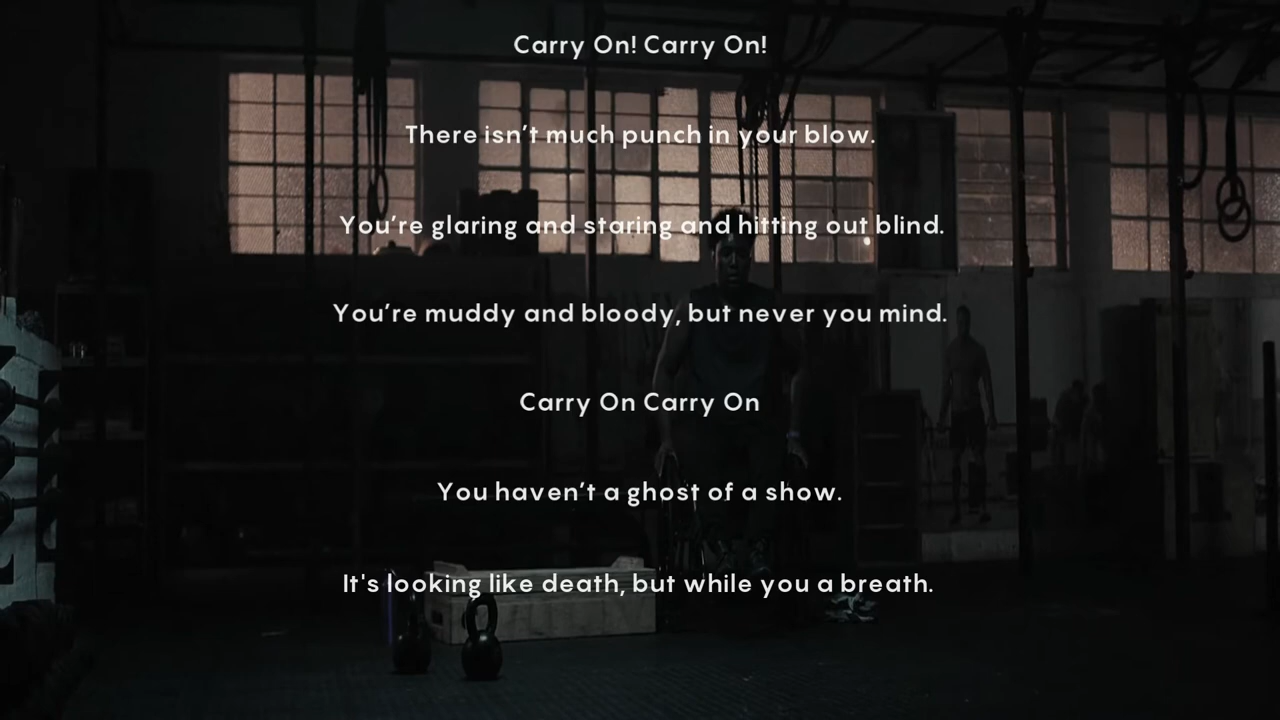 Carry On! Carry On!
There isn’t much punch in your blow.
You’re glaring and staring and hitting out blind.
You’re muddy and bloody, but never you mind.
Carry On Carry On
You haven’t a ghost of a show.
It's looking like death, but while you a breath.